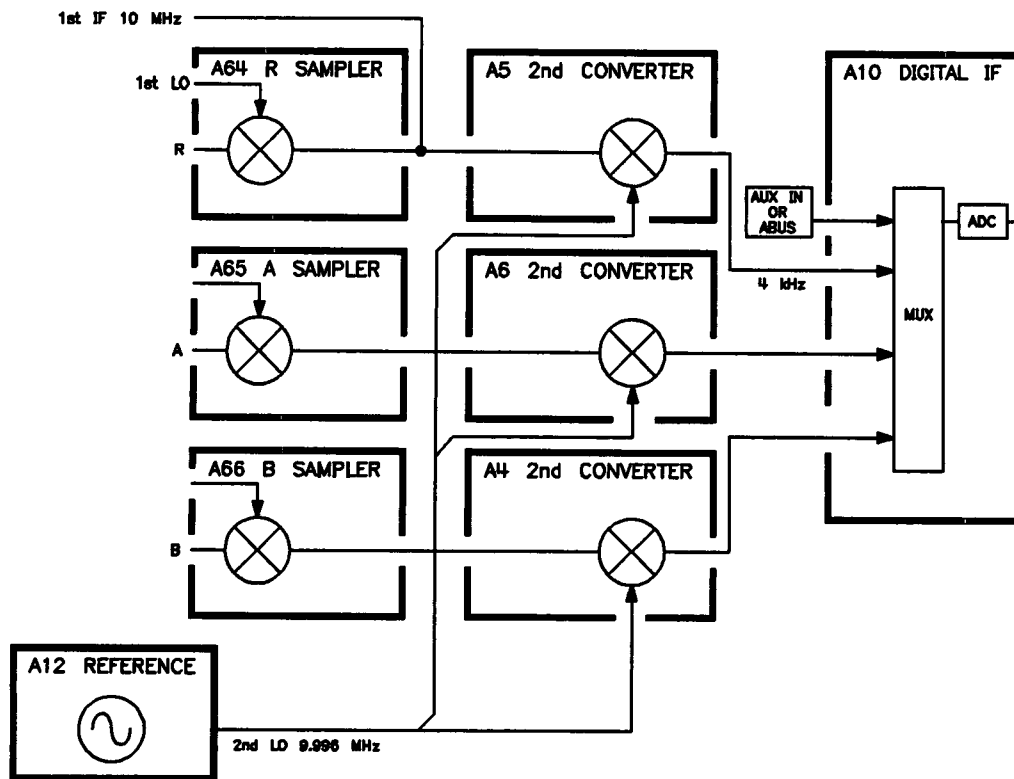 1st IF 10 MHz
A64 R SAMPLER
A5 2nd CONVERTER
A10 DIGITAL IF
1st LO
R
AUX IN
OR
ABUS
ADC
A65 A SAMPLER
A6 2nd CONVERTER
4 kHz
MUX
A
A66 B SAMPLER
A4 2nd CONVERTER
B
A12 REFERENCE
2nd LO 9.996 MHz